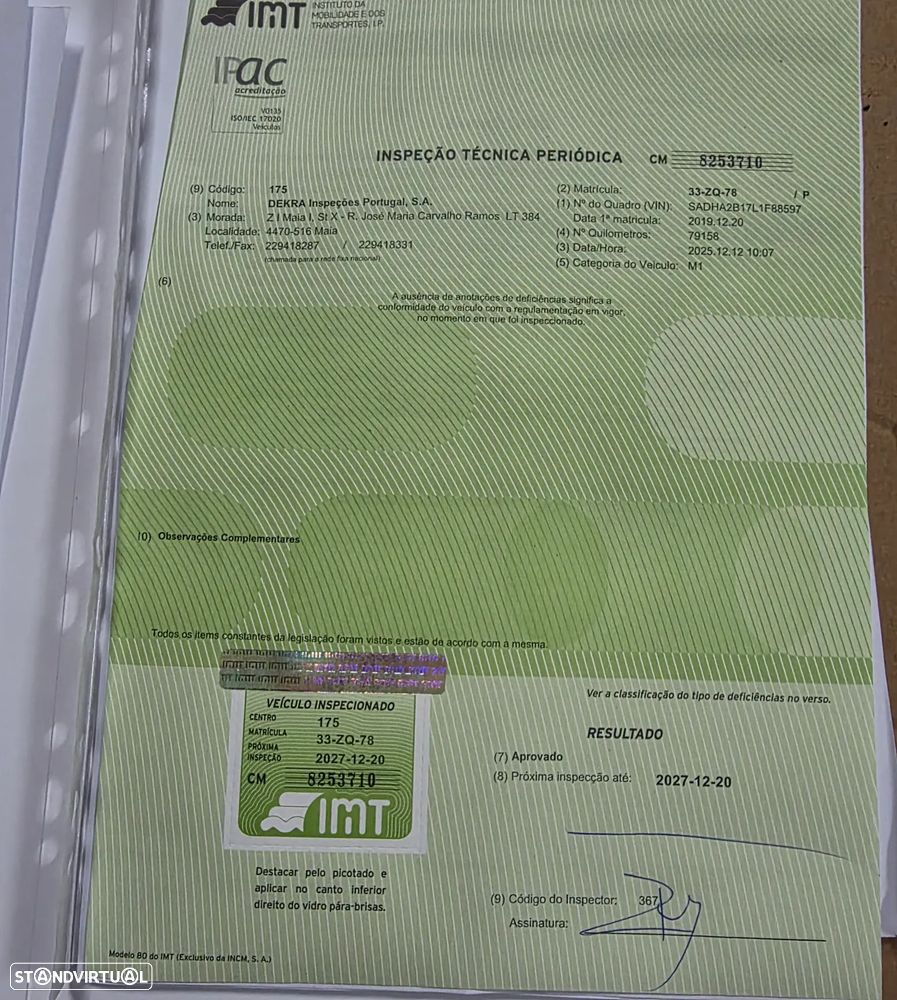 IMT INSTITUTO DA
MOBILIDADE E DOS
TRANSPORTES, I.P.
IPac
acreditação
V0135
ISO/IEC 17020
Veículos
INSPEÇÃO TÉCNICA PERIÓDICA CM 8253710
(9) Código: 175
Nome: DEKRA Inspeções Portugal, S.A.
(3) Morada: Z I Maia I, St X - R. José Maria Carvalho Ramos LT 384
Localidade: 4470-516 Maia
Telef./Fax: 229418287 / 229418331
(chamada para a rede fixa nacional)
(2) Matrícula: 33-ZQ-78 / P
(1) Nº do Quadro (VIN): SADHA2B17L1F88597
Data 1ª matrícula: 2019.12.20
(4) Nº Quilometros: 79158
(3) Data/Hora: 2025.12.12 10:07
(5) Categoria do Veículo: M1
(6)
A ausência de anotações de deficiências significa a
conformidade do veículo com a regulamentação em vigor,
no momento em que foi inspeccionado.
10) Observações Complementares
Todos os items constantes da legislação foram vistos e estão de acordo com a mesma.
VEÍCULO INSPECIONADO
CENTRO 175
MATRÍCULA 33-ZQ-78
PRÓXIMA
INSPEÇÃO 2027-12-20
CM 8253710
IMT
Destacar pelo picotado e
aplicar no canto inferior
direito do vidro pára-brisas.
Ver a classificação do tipo de deficiências no verso.
RESULTADO
(7) Aprovado
(8) Próxima inspecção até: 2027-12-20
(9) Código do Inspector: 367
Assinatura:
Modelo 80 do IMT (Exclusivo da INCM, S. A.)
STANDVIRTUAL